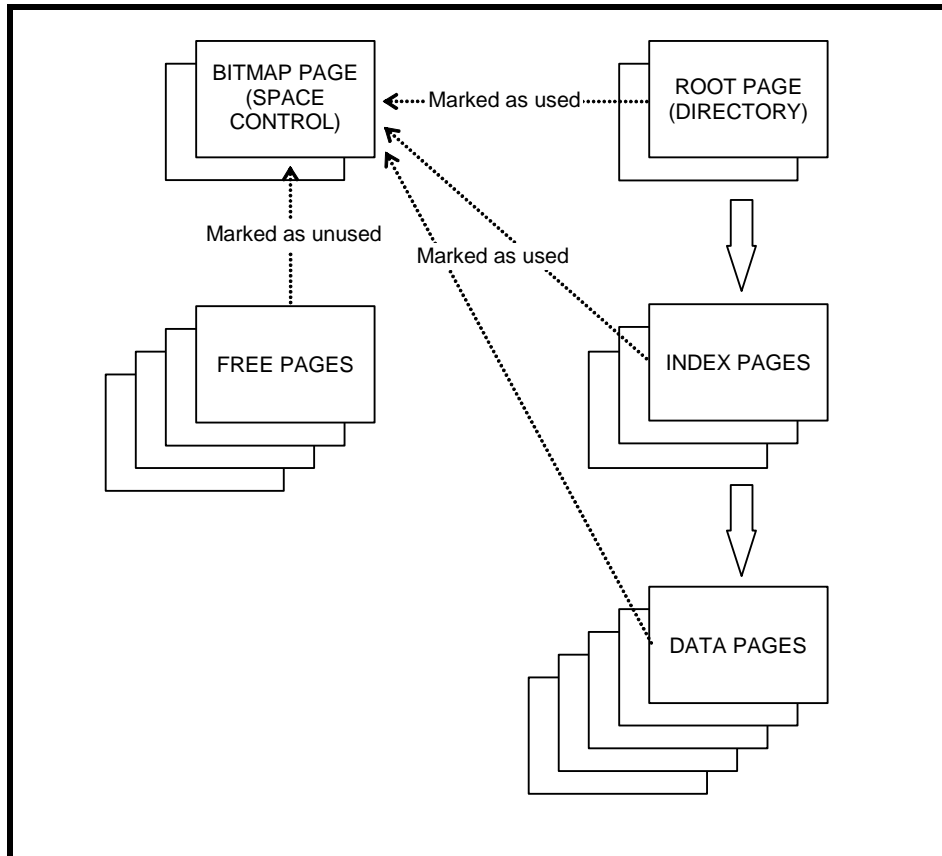 BITMAP PAGE
(SPACE
CONTROL)
ROOT PAGE
(DIRECTORY)
Marked as used
Marked as unused
Marked as used
FREE PAGES
INDEX PAGES
DATA PAGES